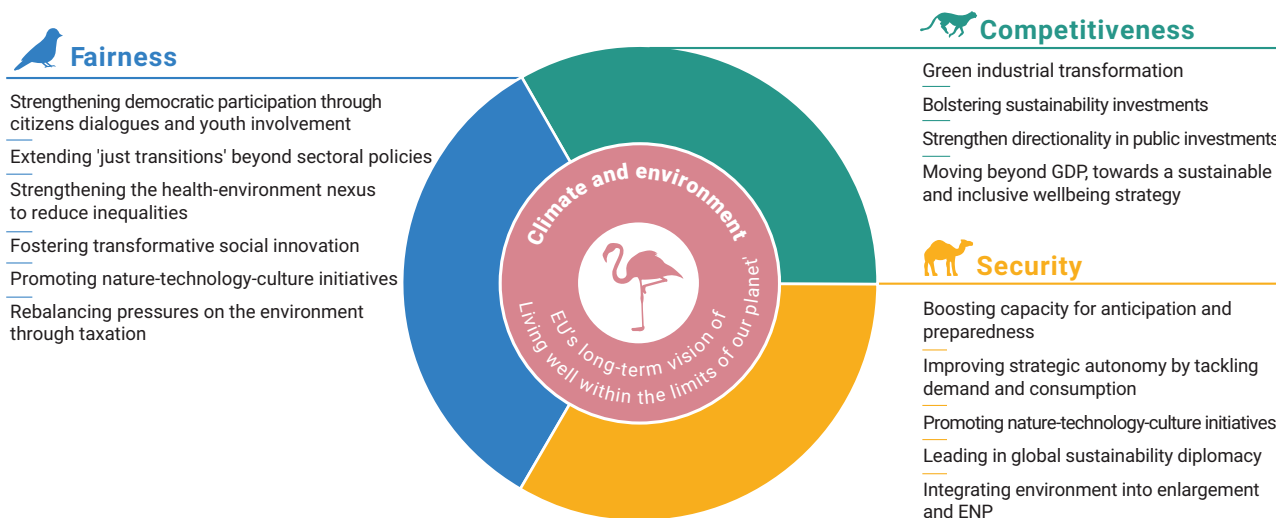 Fairness
Strengthening democratic participation through
citizens dialogues and youth involvement
Extending 'just transitions' beyond sectoral policies
Strengthening the health-environment nexus
to reduce inequalities
Fostering transformative social innovation
Promoting nature-technology-culture initiatives
Rebalancing pressures on the environment
through taxation
Climate and environment
EU's long-term vision of
Living well within the limits of our planet'
Competitiveness
Green industrial transformation
Bolstering sustainability investments
Strengthen directionality in public investments
Moving beyond GDP, towards a sustainable
and inclusive wellbeing strategy
Security
Boosting capacity for anticipation and
preparedness
Improving strategic autonomy by tackling
demand and consumption
Promoting nature-technology-culture initiatives
Leading in global sustainability diplomacy
Integrating environment into enlargement
and ENP